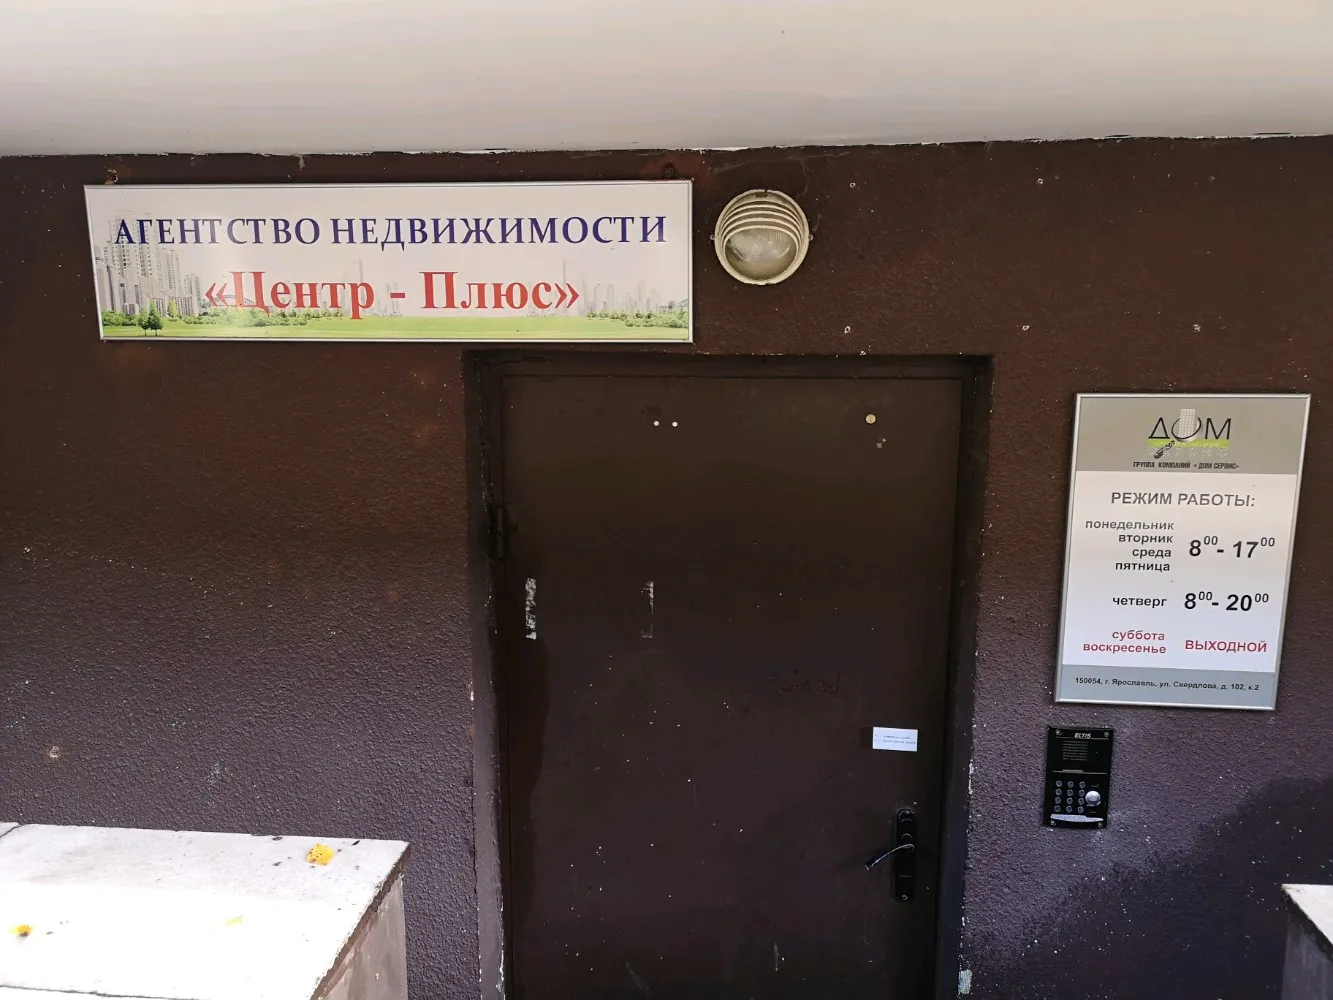 АГЕНТСТВО НЕДВИЖИМОСТИ
«Центр - Плюс»
ДОМ
СЕРВИС
ГРУППА КОМПАНИЙ «ДОМ СЕРВИС»
РЕЖИМ РАБОТЫ:
понедельник
вторник
среда
пятница
8⁰⁰- 17⁰⁰
четверг 8⁰⁰- 20⁰⁰
суббота
воскресенье
ВЫХОДНОЙ
150054, г. Ярославль, ул. Свердлова, д. 102, к.2
ELTIS